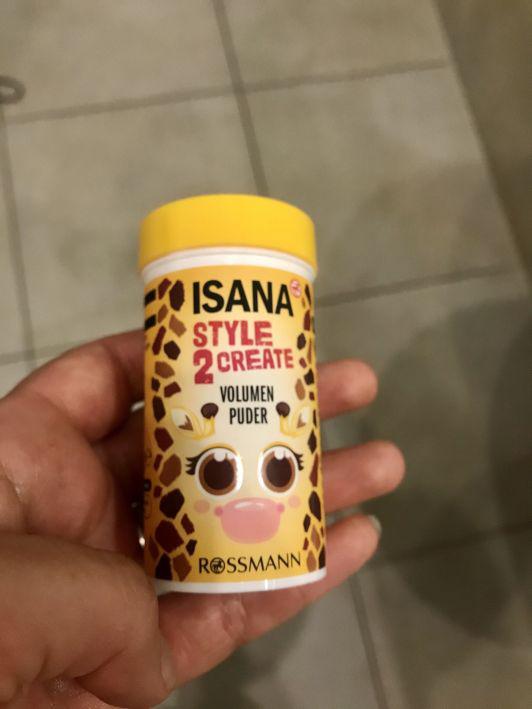 ISANA
STYLE
2 CREATE
VOLUMEN
PUDER
ROSSMANN